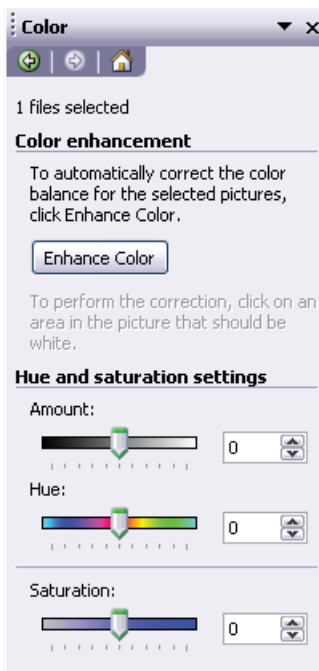 Color
1 files selected
Color enhancement
To automatically correct the color
balance for the selected pictures,
click Enhance Color.
Enhance Color
To perform the correction, click on an
area in the picture that should be
white.
Hue and saturation settings
Amount:
0
Hue:
0
Saturation:
0